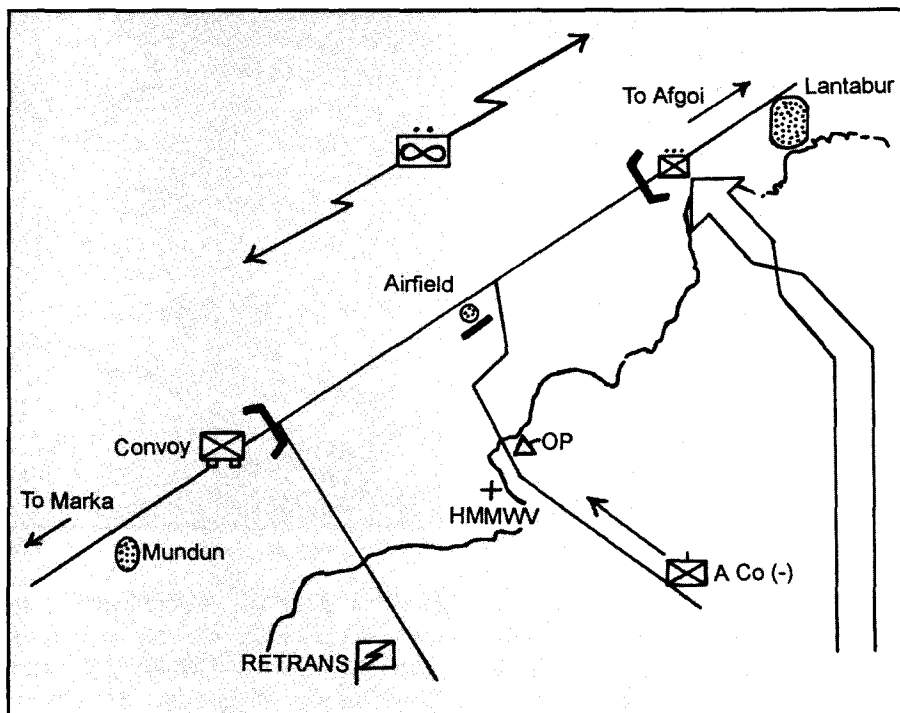 To Afgoi
Lantabur
Airfield
OP
Convoy
To Marka
HMMWV
Mundun
A Co (-)
RETRANS